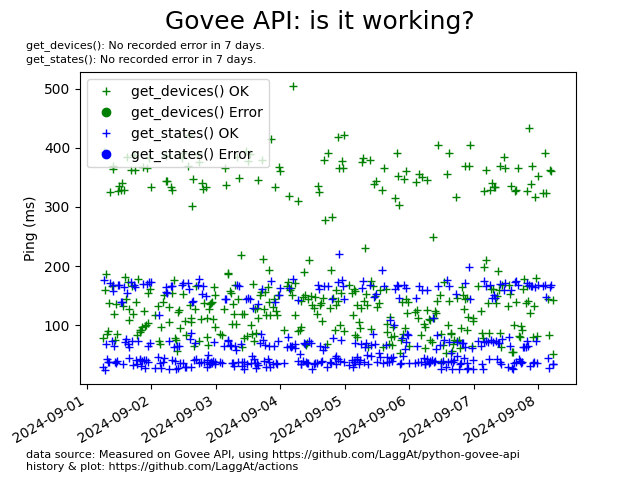 Govee API: is it working?
get_devices(): No recorded error in 7 days.
get_states(): No recorded error in 7 days.
get_devices() OK
get_devices() Error
get_states() OK
get_states() Error
Ping (ms)
500
400
300
200
100
2024-09-01
2024-09-02
2024-09-03
2024-09-04
2024-09-05
2024-09-06
2024-09-07
2024-09-08
data source: Measured on Govee API, using https://github.com/LaggAt/python-govee-api
history & plot: https://github.com/LaggAt/actions